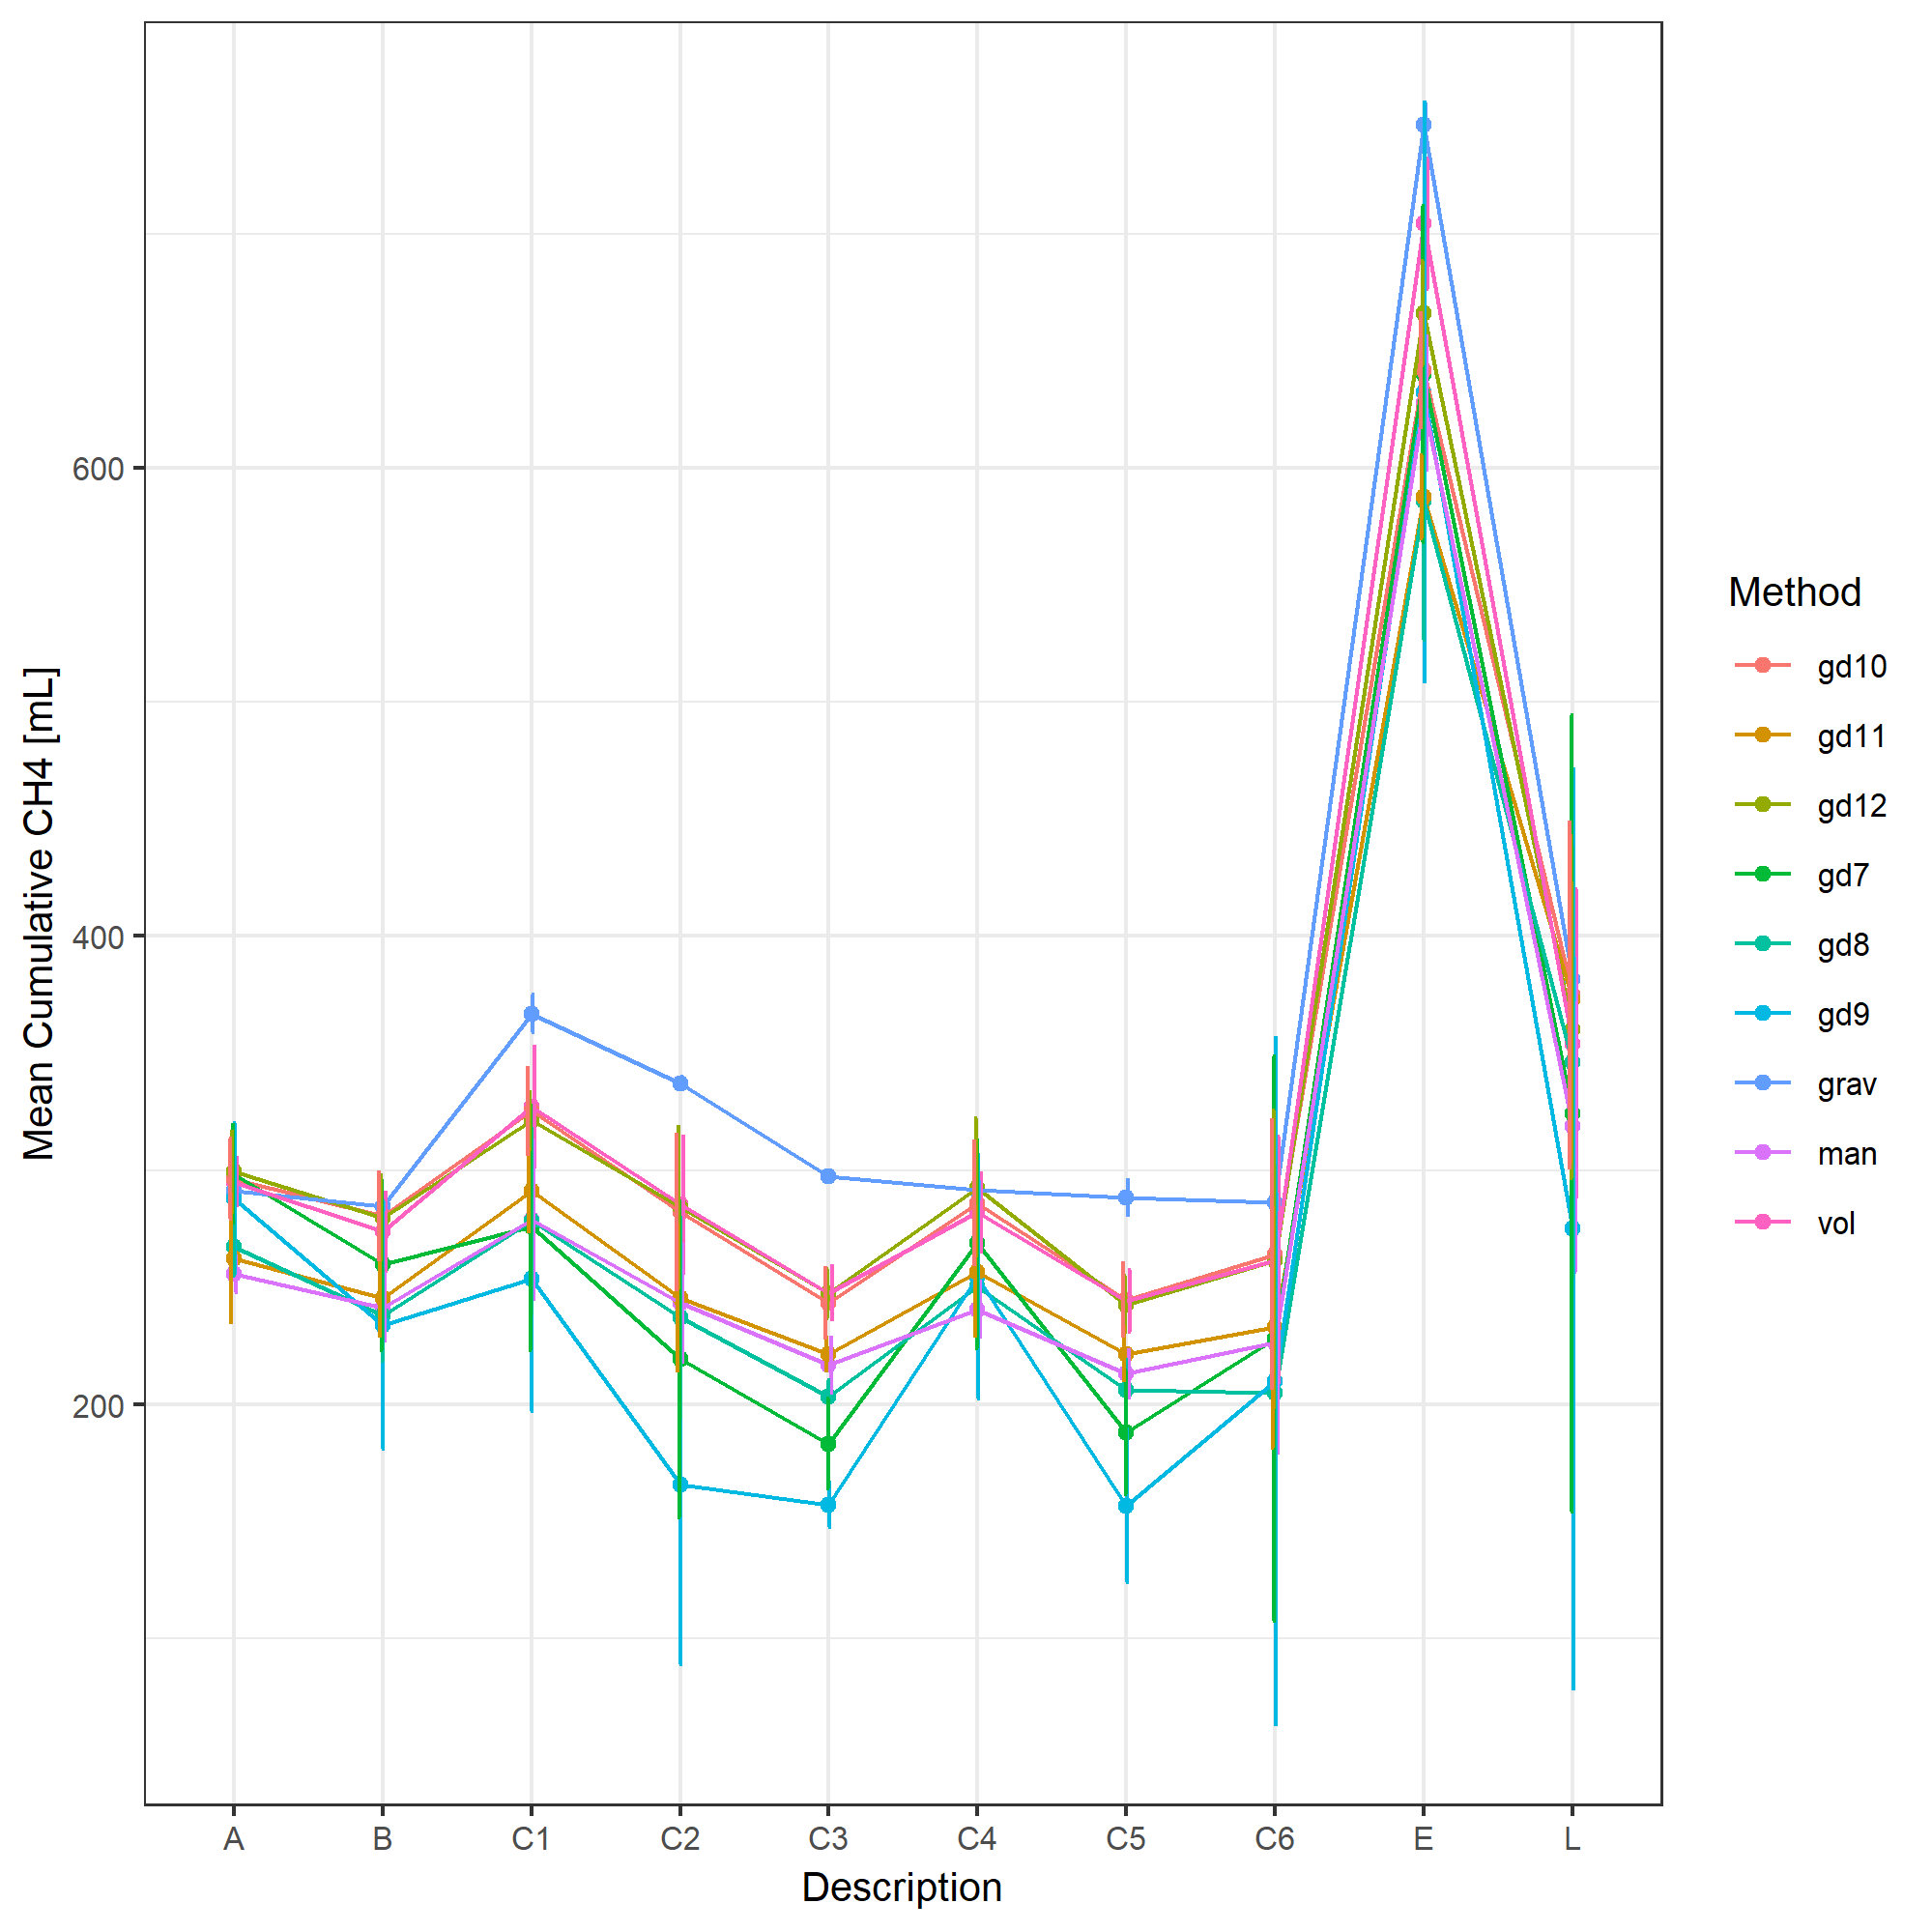 Mean Cumulative CH4 [mL]
600
400
200
A B C1 C2 C3 C4 C5 C6 E L
Description
Method
gd10
gd11
gd12
gd7
gd8
gd9
grav
man
vol